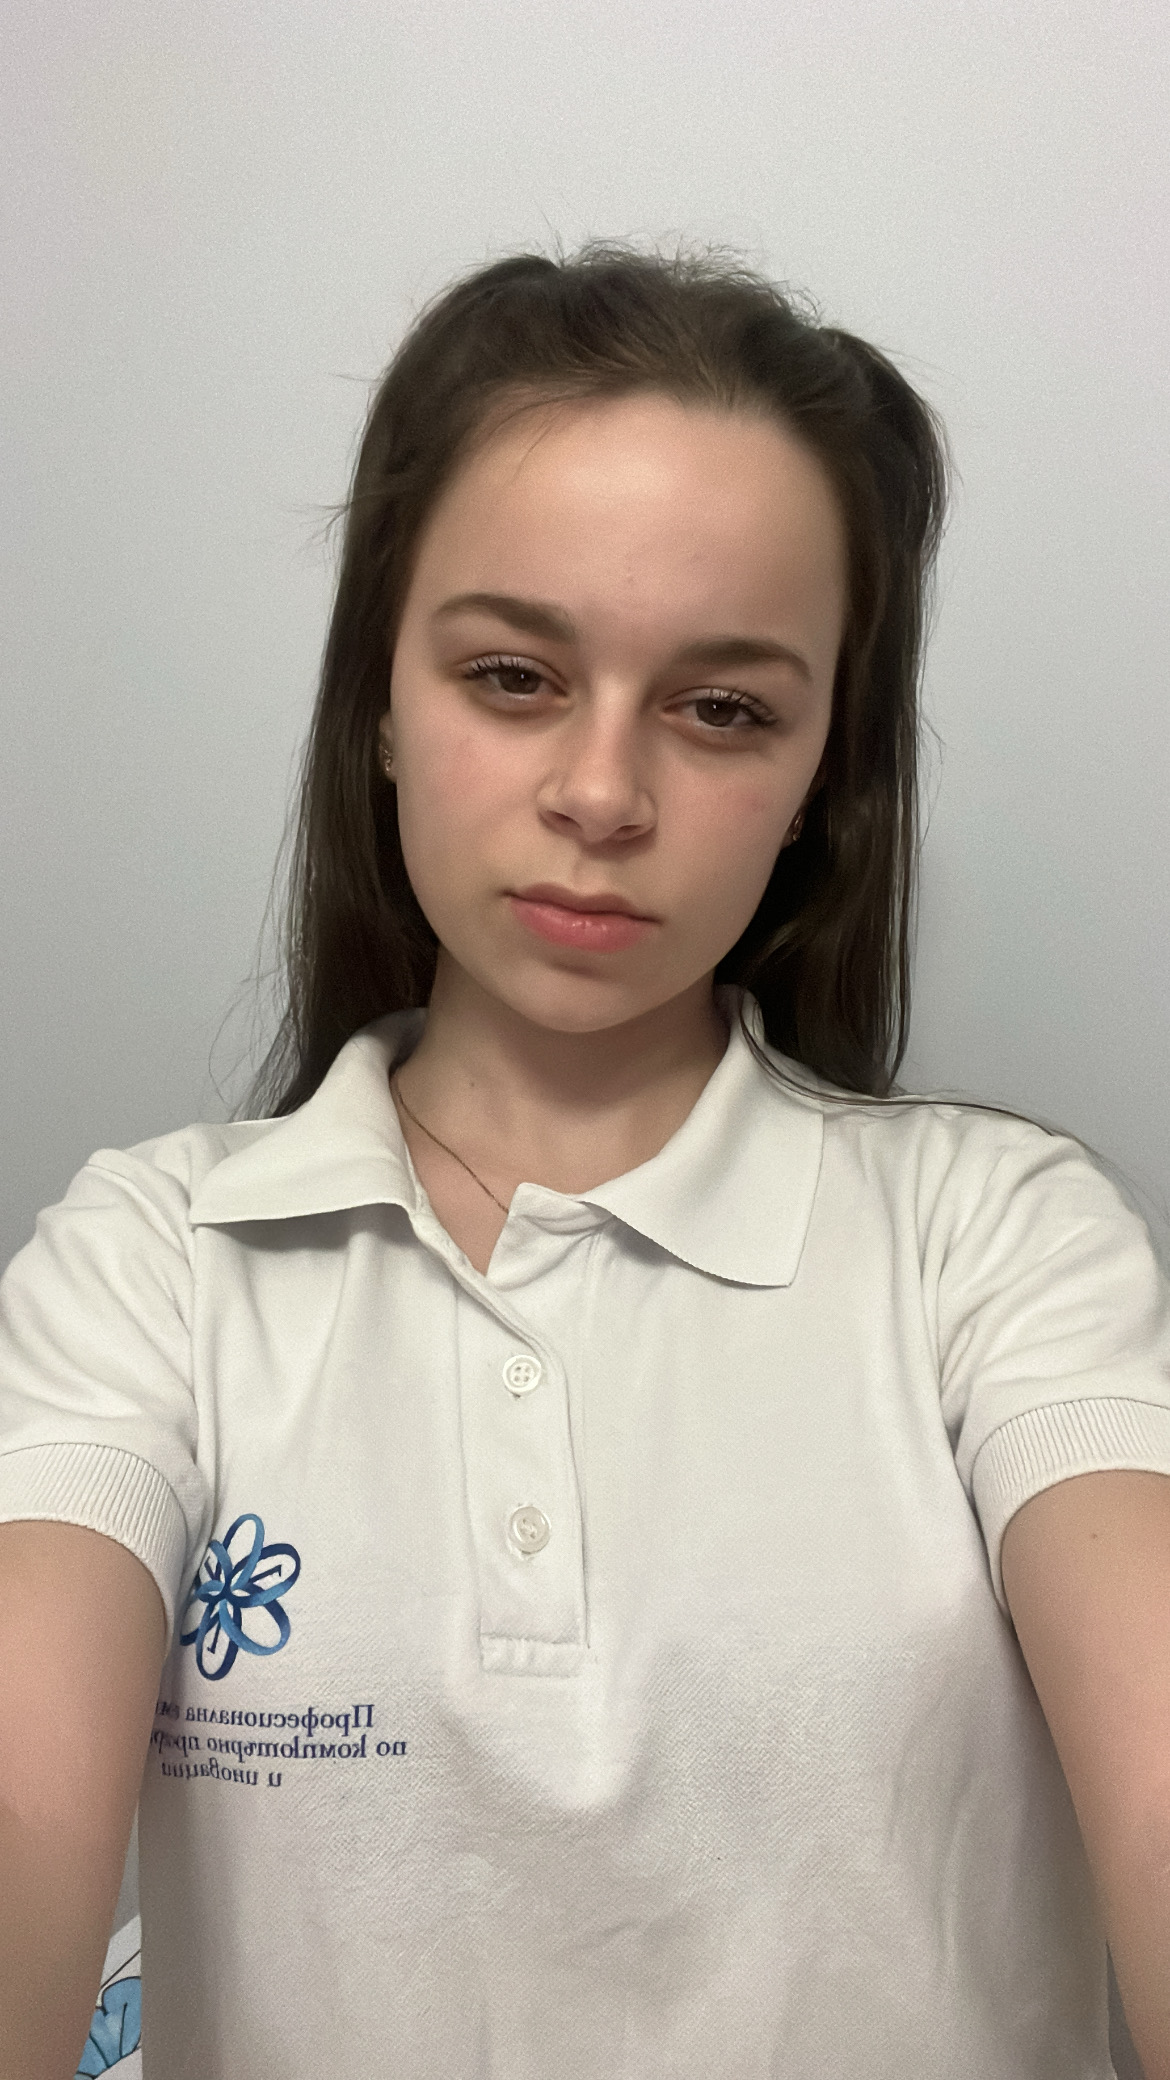 Професионална
по компютърно
и иновации